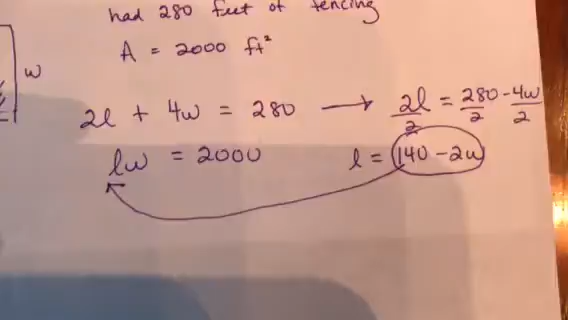 had 280 feet of fencing
A = 2000 ft²
w
2l + 4w = 280 → 2l/2 = 280/2 - 4w/2
lw = 2000 l = 140 - 2w